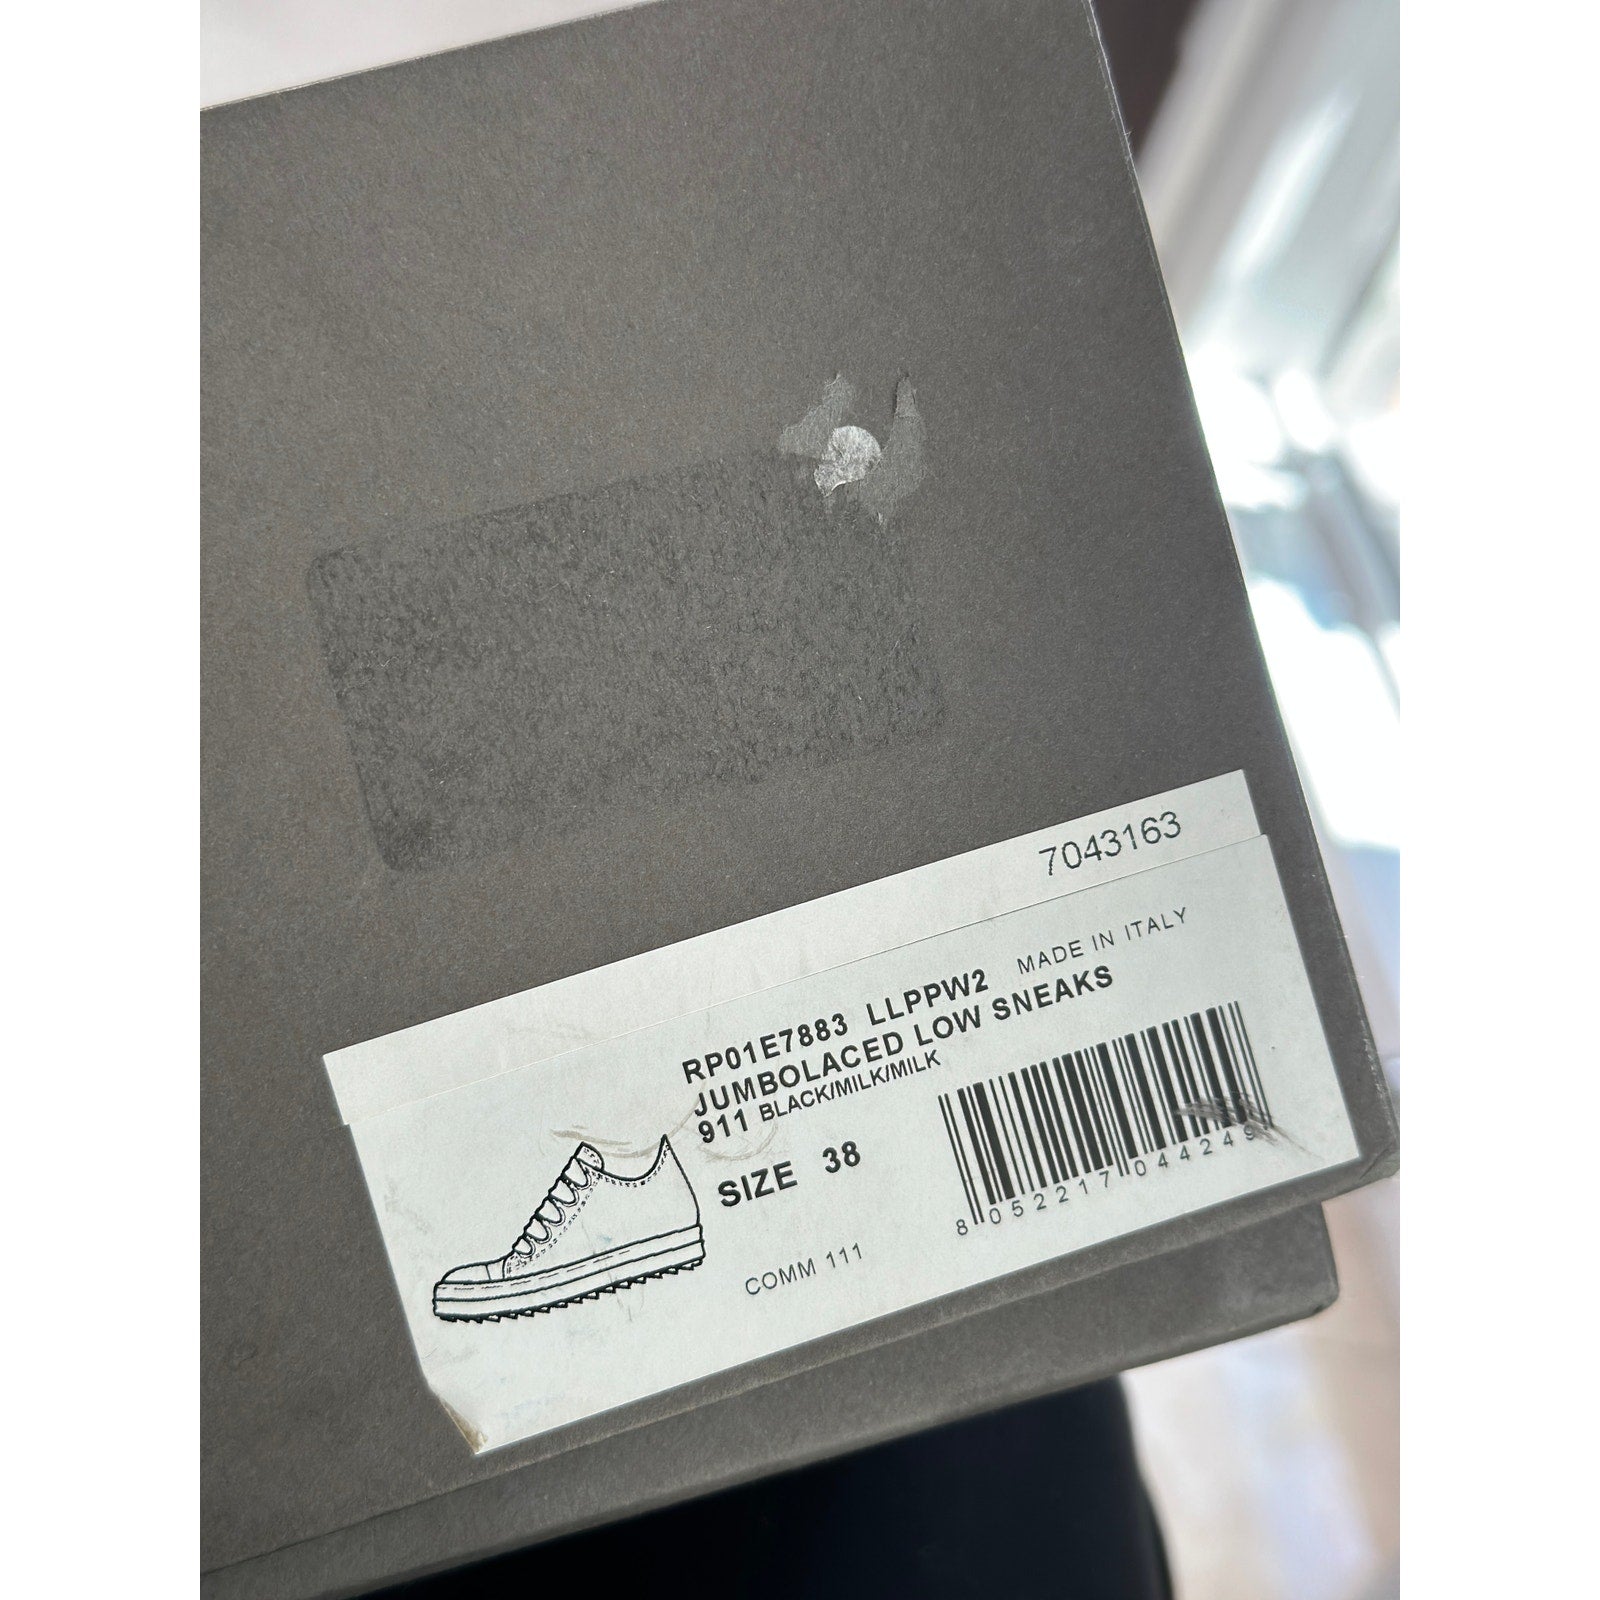 7043163
RP01E7883 LLPPW2 MADE IN ITALY
JUMBOLACED LOW SNEAKS
911 BLACK/MILK/MILK
SIZE 38
8 052217 044249
COMM 111